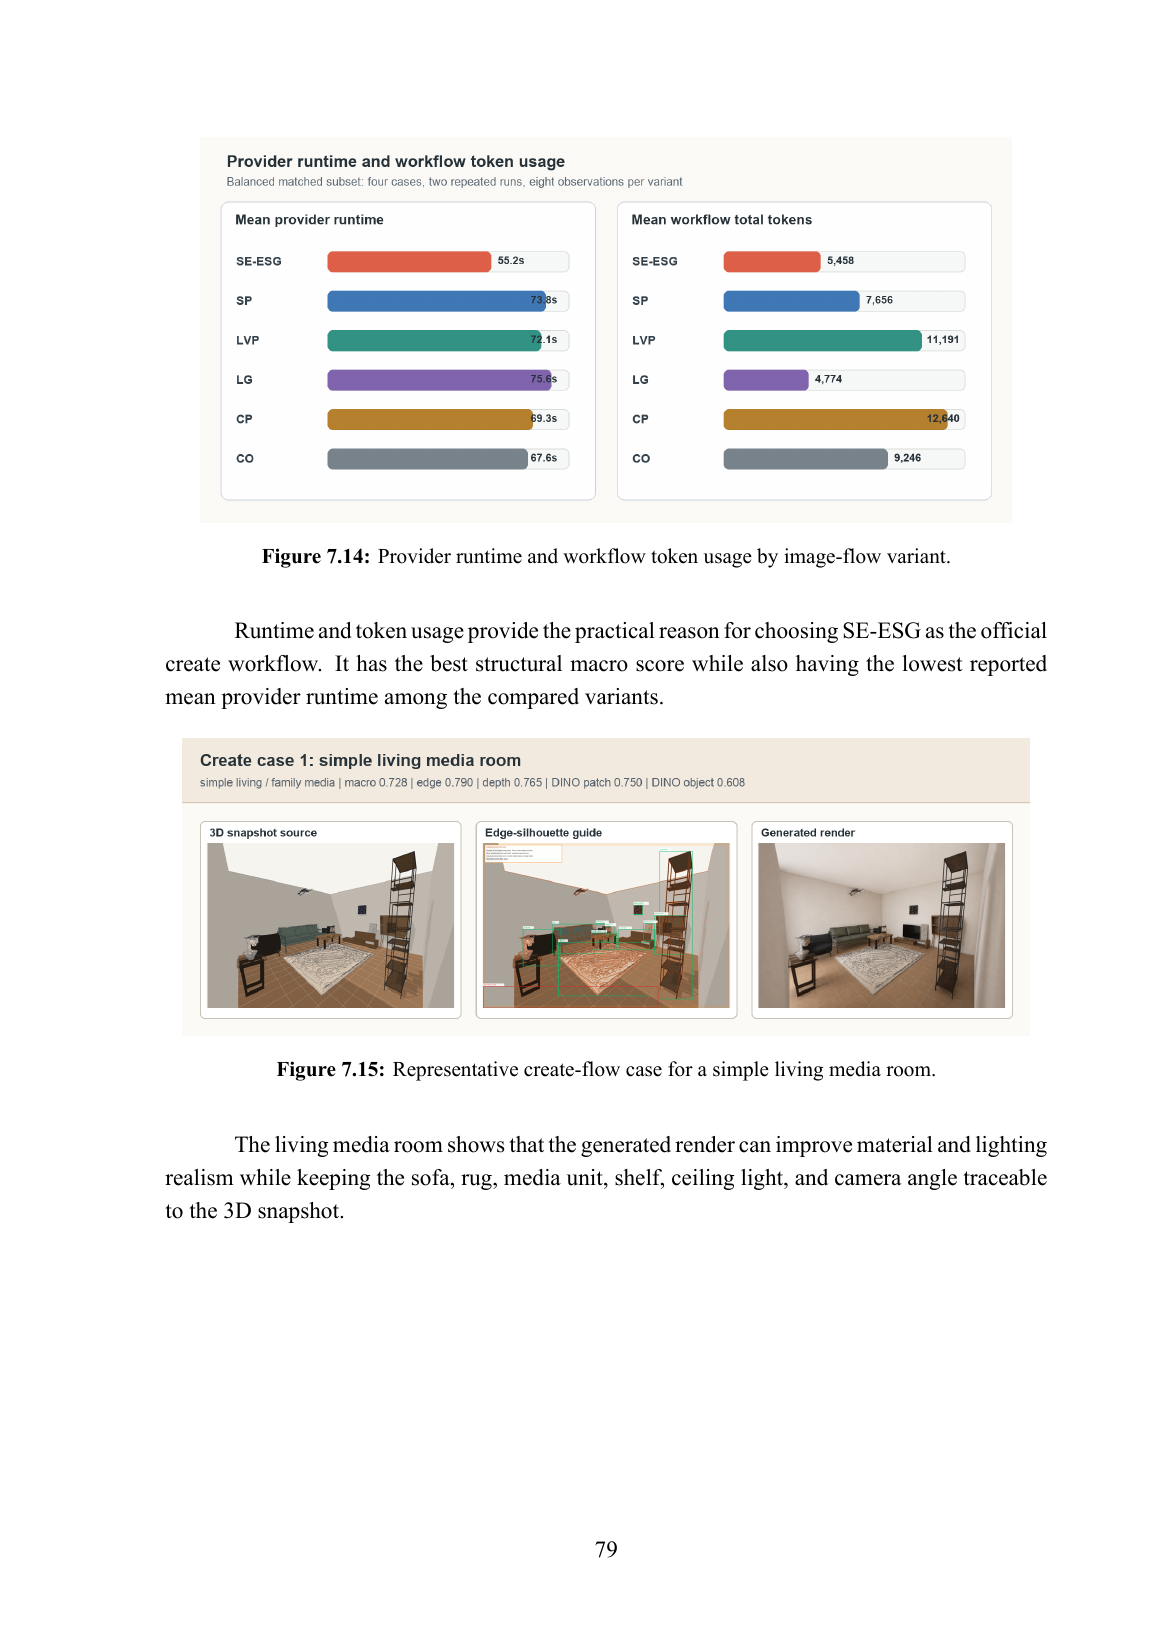 Provider runtime and workflow token usage
Balanced matched subset: four cases, two repeated runs, eight observations per variant
Mean provider runtime
SE-ESG 55.2s
SP 73.8s
LVP 72.1s
LG 75.6s
CP 69.3s
CO 67.6s
Mean workflow total tokens
SE-ESG 5,458
SP 7,656
LVP 11,191
LG 4,774
CP 12,640
CO 9,246
Figure 7.14: Provider runtime and workflow token usage by image-flow variant.
Runtime and token usage provide the practical reason for choosing SE-ESG as the official
create workflow. It has the best structural macro score while also having the lowest reported
mean provider runtime among the compared variants.
Create case 1: simple living media room
simple living / family media | macro 0.728 | edge 0.790 | depth 0.765 | DINO patch 0.750 | DINO object 0.608
3D snapshot source
Edge-silhouette guide
Generated render
Figure 7.15: Representative create-flow case for a simple living media room.
The living media room shows that the generated render can improve material and lighting
realism while keeping the sofa, rug, media unit, shelf, ceiling light, and camera angle traceable
to the 3D snapshot.
79